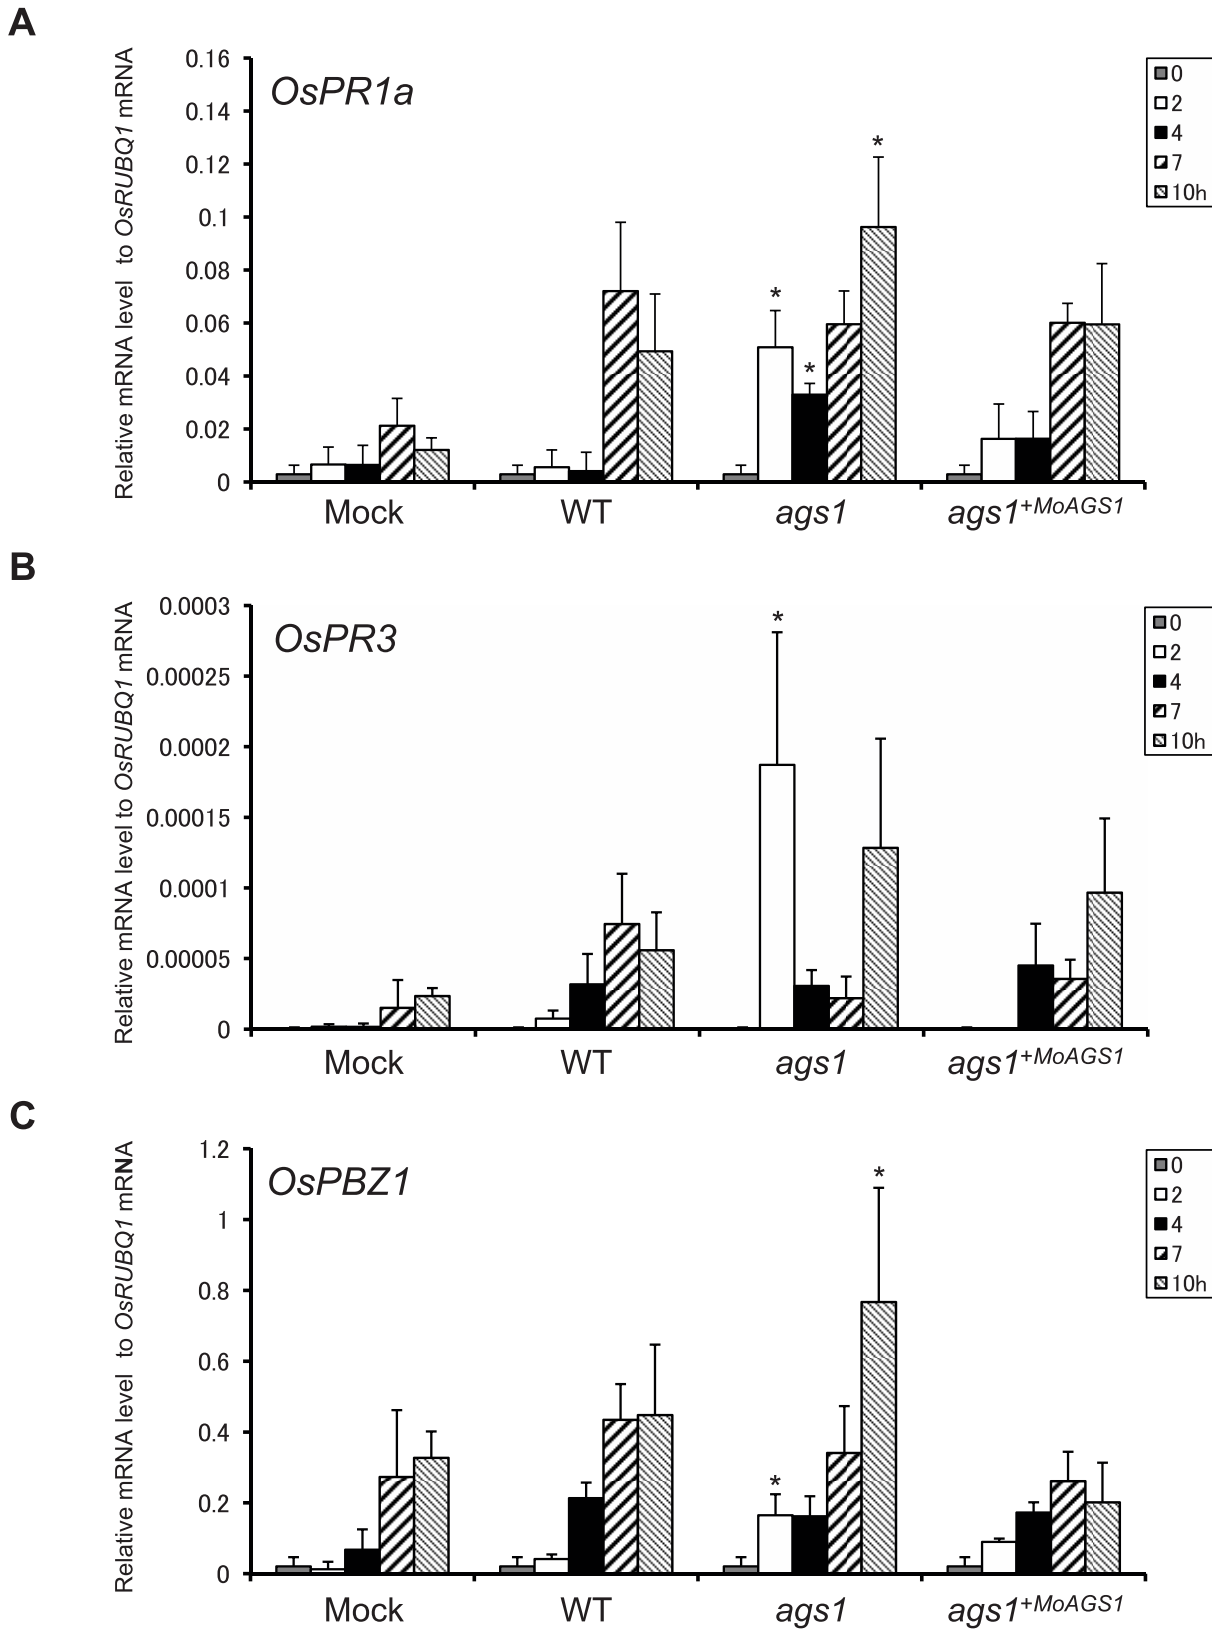 A
Relative mRNA level to OsRUBQ1 mRNA
0.16
0.14
0.12
0.1
0.08
0.06
0.04
0.02
0
OsPR1a
*
*
*
0
2
4
7
10h
Mock WT ags1 ags1+MoAGS1
B
Relative mRNA level to OsRUBQ1 mRNA
0.0003
0.00025
0.0002
0.00015
0.0001
0.00005
0
OsPR3
*
0
2
4
7
10h
Mock WT ags1 ags1+MoAGS1
C
Relative mRNA level to OsRUBQ1 mRNA
1.2
1
0.8
0.6
0.4
0.2
0
OsPBZ1
*
*
0
2
4
7
10h
Mock WT ags1 ags1+MoAGS1